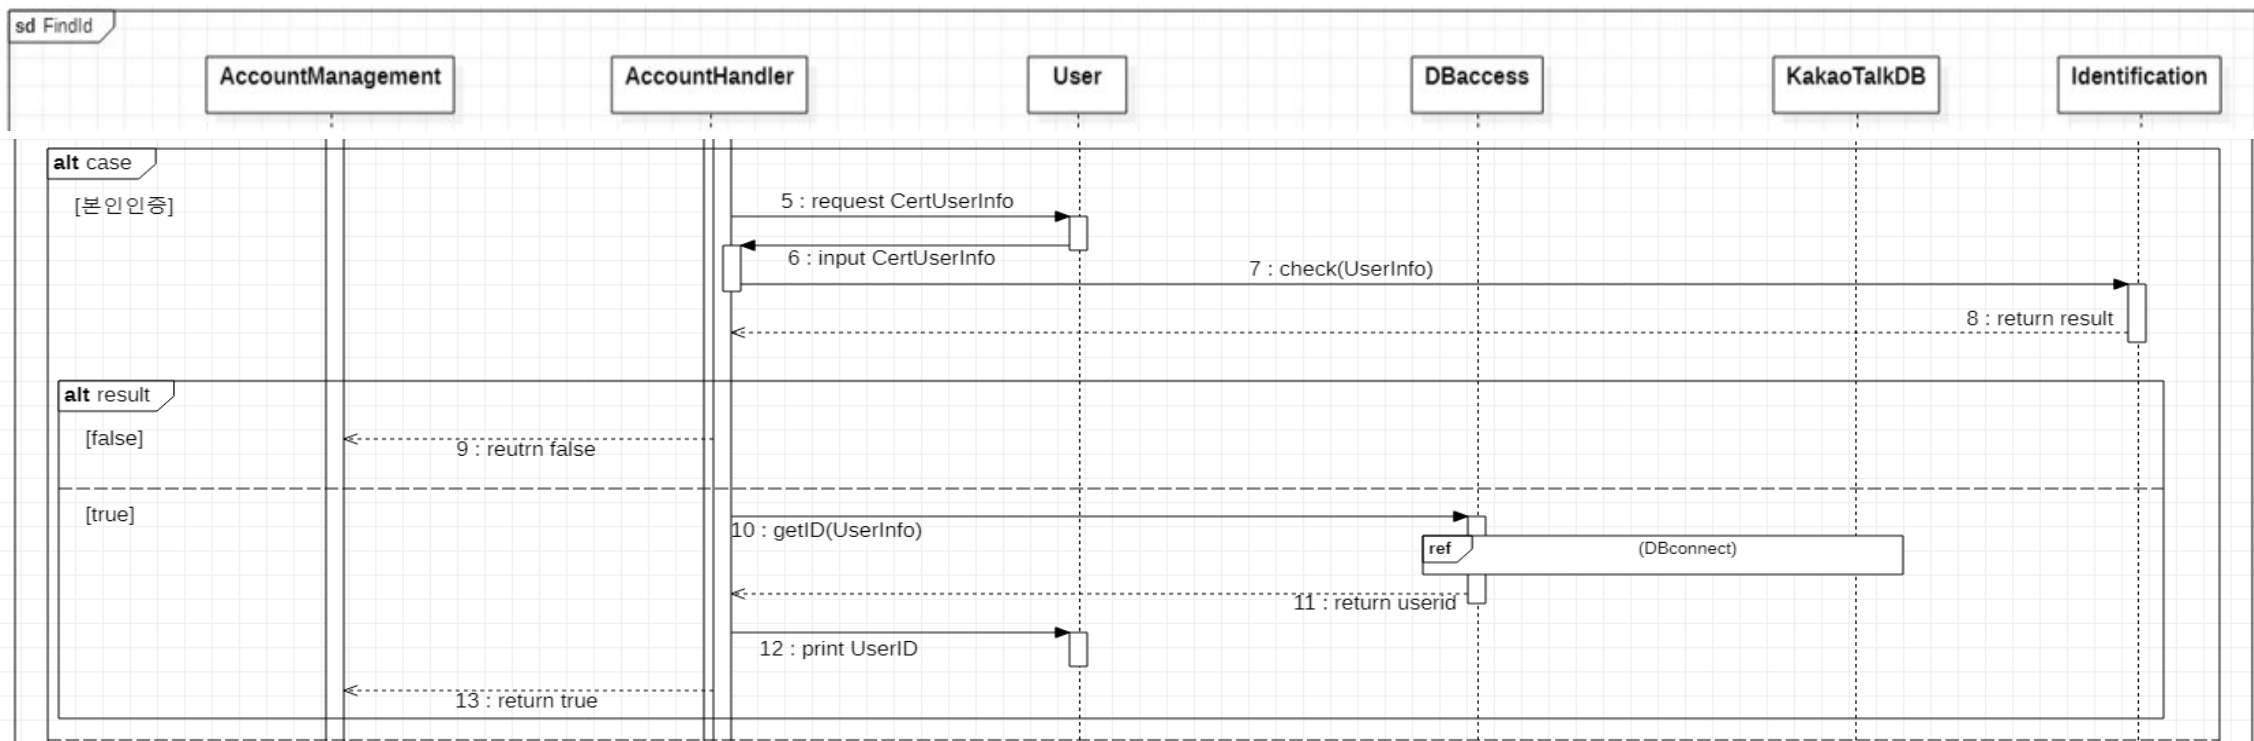 sd FindId
AccountManagement
AccountHandler
User
DBaccess
KakaoTalkDB
Identification
alt case
[본인인증]
5 : request CertUserInfo
6 : input CertUserInfo
7 : check(UserInfo)
8 : return result
alt result
[false]
9 : reutrn false
[true]
10 : getID(UserInfo)
ref
(DBconnect)
11 : return userid
12 : print UserID
13 : return true